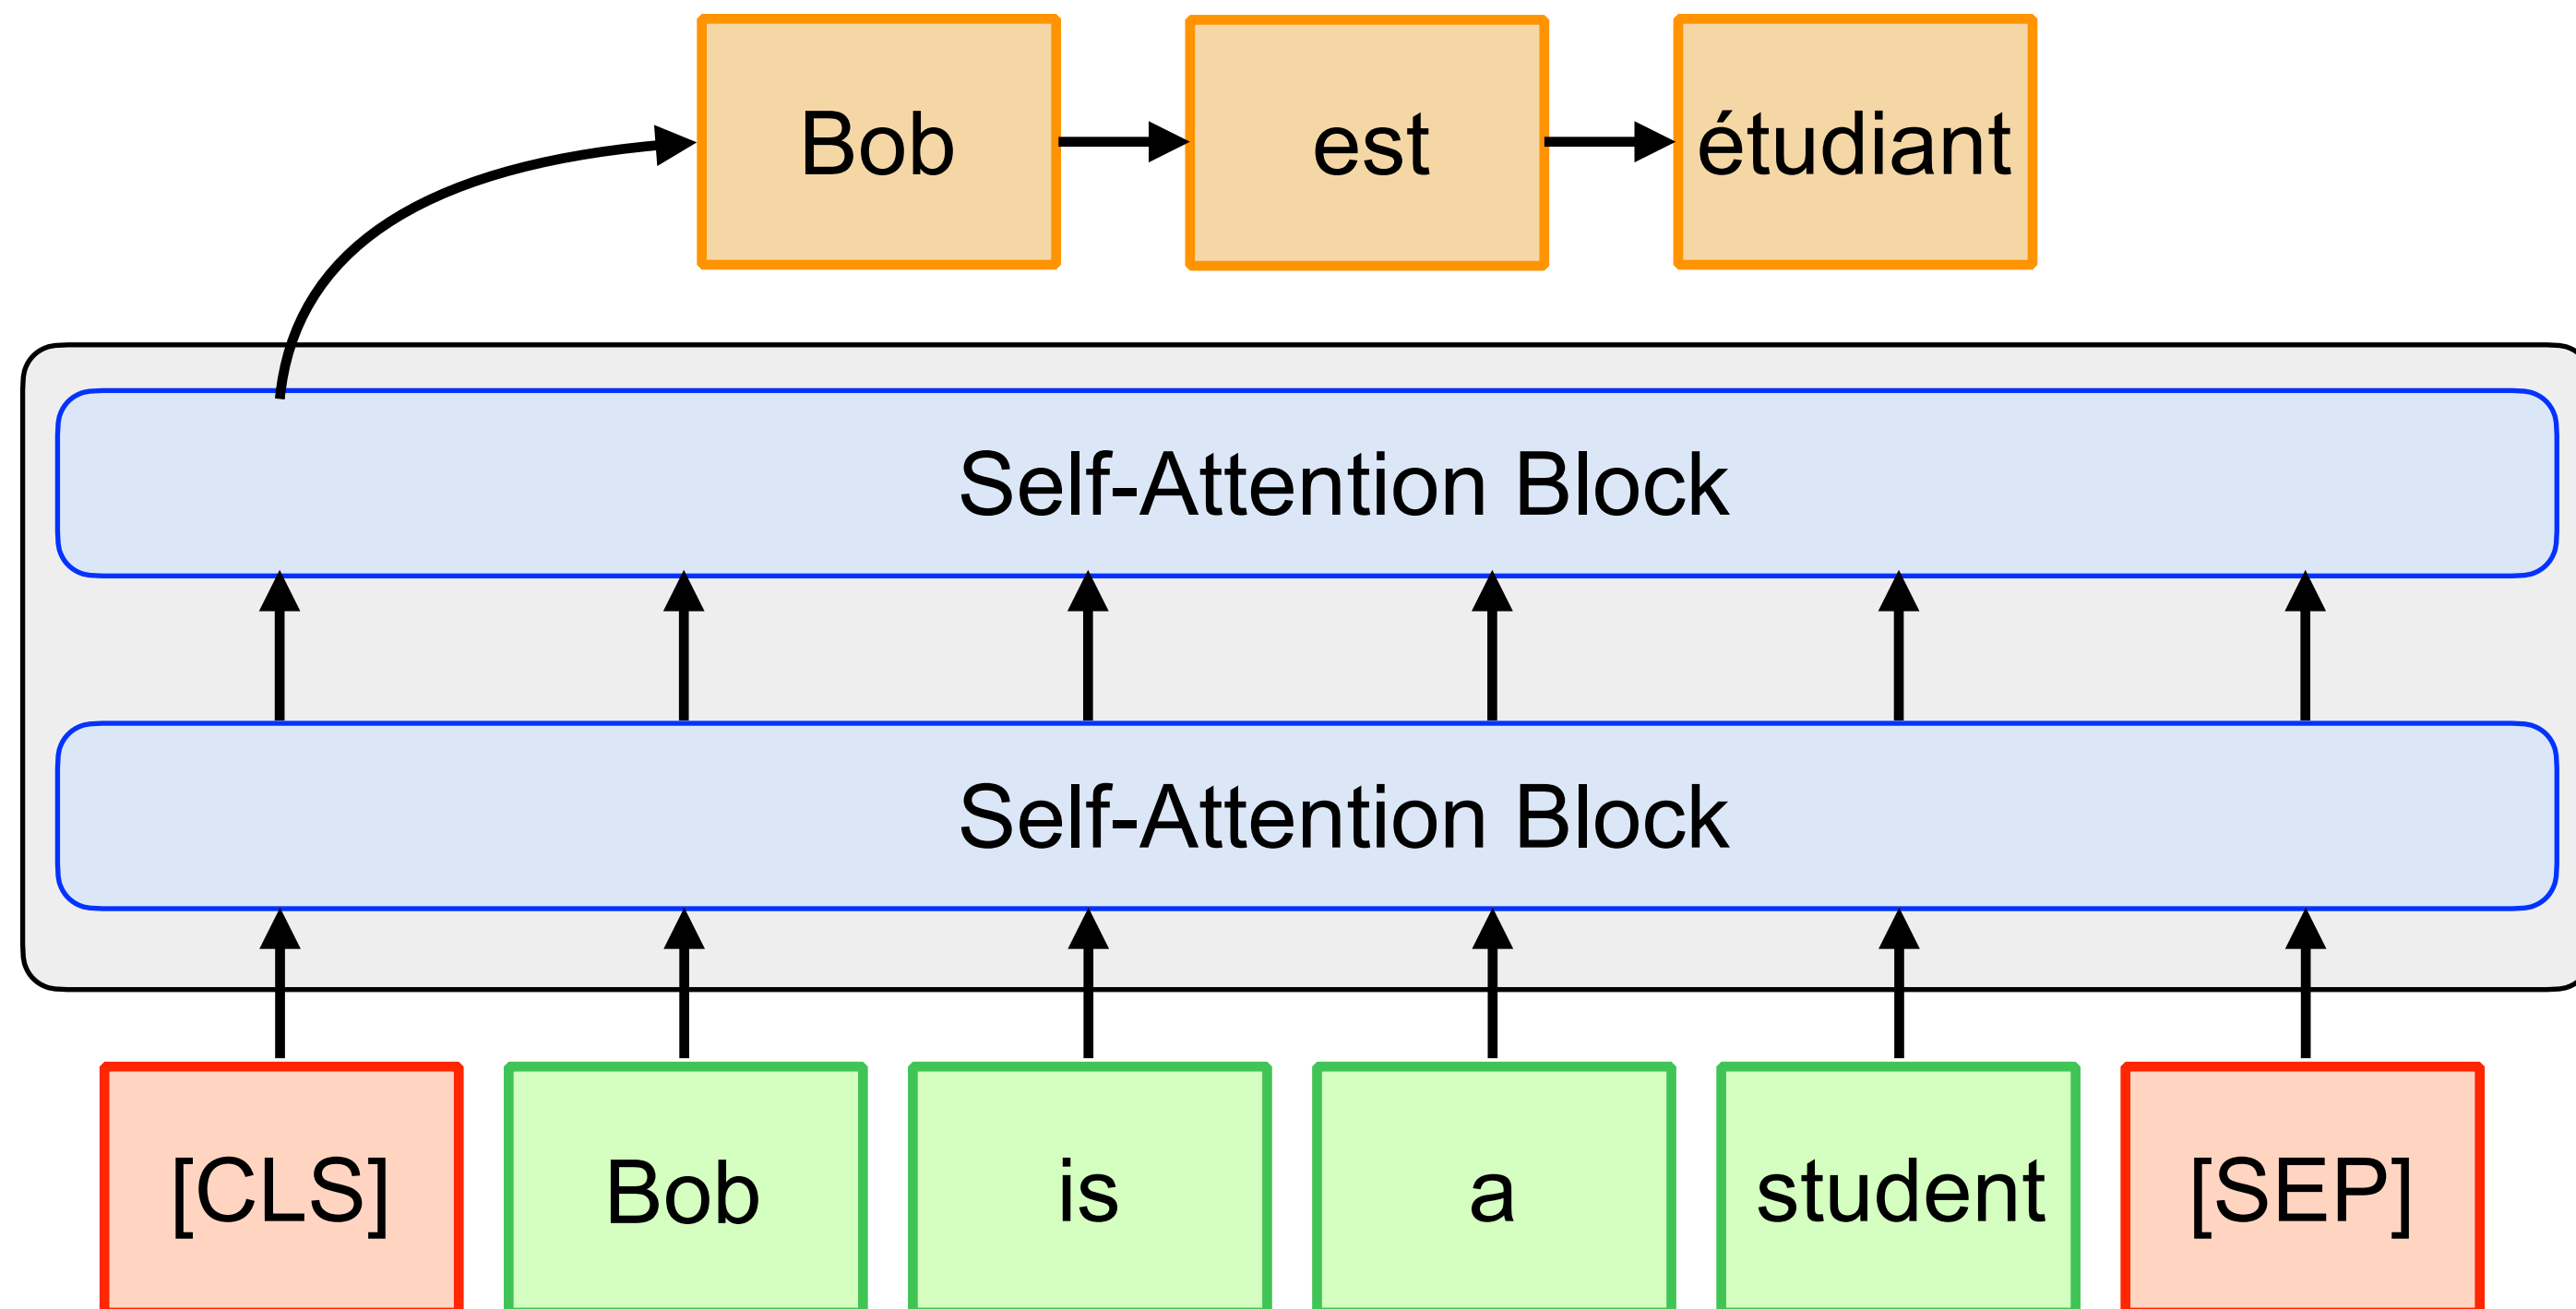 Bob est étudiant
Self-Attention Block
Self-Attention Block
[CLS] Bob is a student [SEP]